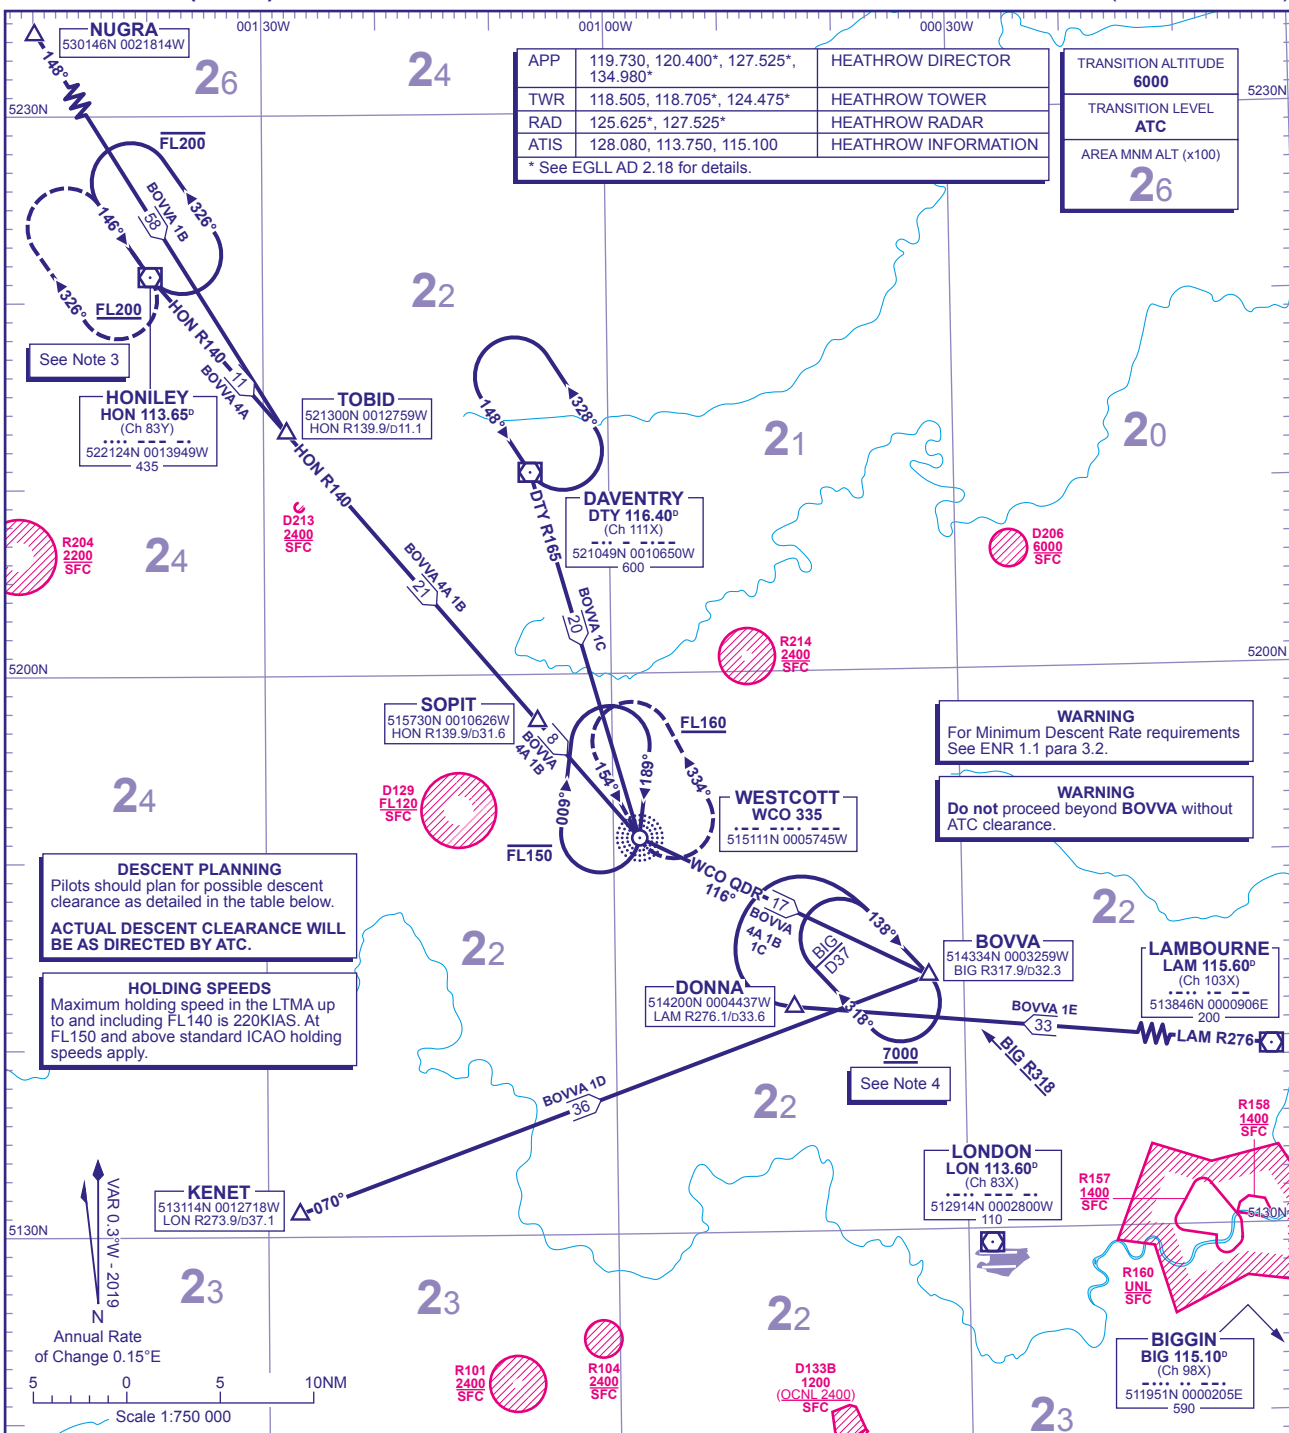 001 30W
001 00W
000 30W
NUGRA
530146N 0021814W
148°
26
24
APP 119.730, 120.400*, 127.525*, HEATHROW DIRECTOR
134.980*
TWR 118.505, 118.705*, 124.475* HEATHROW TOWER
RAD 125.625*, 127.525* HEATHROW RADAR
ATIS 128.080, 113.750, 115.100 HEATHROW INFORMATION
* See EGLL AD 2.18 for details.
TRANSITION ALTITUDE
6000
TRANSITION LEVEL
ATC
AREA MNM ALT (x100)
26
5230N
5230N
FL200
BOVVA 1B
58
326°
146°
326°
FL200
See Note 3
HON R140
11
BOVVA 4A
HONILEY
HON 113.65ᴰ
(Ch 83Y)
···· --- -·
522124N 0013949W
435
TOBID
521300N 0012759W
HON R139.9/D11.1
HON R140
22
148°
328°
21
20
DAVENTRY
DTY 116.40ᴰ
(Ch 111X)
-·· - -·--
521049N 0010650W
600
DTY R165
BOVVA 1C
20
D213
2400
SFC
R204
2200
SFC
24
BOVVA 4A 1B
21
D206
6000
SFC
R214
2400
SFC
5200N
5200N
SOPIT
515730N 0010626W
HON R139.9/D31.6
8
BOVVA
4A 1B
FL160
154°
189°
334°
009°
FL150
D129
FL120
SFC
24
WESTCOTT
WCO 335
·-- -·-· ---
515111N 0005745W
WARNING
For Minimum Descent Rate requirements
See ENR 1.1 para 3.2.
WARNING
Do not proceed beyond BOVVA without
ATC clearance.
DESCENT PLANNING
Pilots should plan for possible descent
clearance as detailed in the table below.
ACTUAL DESCENT CLEARANCE WILL
BE AS DIRECTED BY ATC.
HOLDING SPEEDS
Maximum holding speed in the LTMA up
to and including FL140 is 220KIAS. At
FL150 and above standard ICAO holding
speeds apply.
22
WCO QDR
116°
17
BOVVA
4A 1B
1C
BIG
D37
138°
318°
BOVVA
514334N 0003259W
BIG R317.9/D32.3
22
LAMBOURNE
LAM 115.60ᴰ
(Ch 103X)
·-·· ·- --
513846N 0000906E
200
DONNA
514200N 0004437W
LAM R276.1/D33.6
BOVVA 1E
33
LAM R276
BIG R318
7000
See Note 4
22
BOVVA 1D
36
KENET
513114N 0012718W
LON R273.9/D37.1
070°
LONDON
LON 113.60ᴰ
(Ch 83X)
·-·· --- -·
512914N 0002800W
110
R158
1400
SFC
R157
1400
SFC
R160
UNL
SFC
5130N
5130N
VAR 0.3°W - 2019
N
Annual Rate
of Change 0.15°E
5 0 5 10NM
Scale 1:750 000
23
23
22
23
R101
2400
SFC
R104
2400
SFC
D133B
1200
(OCNL 2400)
SFC
BIGGIN
BIG 115.10ᴰ
(Ch 98X)
-··· ·· --·
511951N 0000205E
590